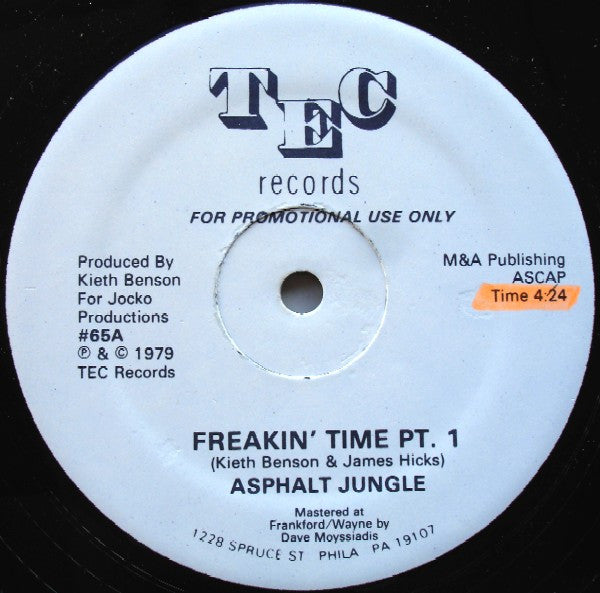 TEC
records
FOR PROMOTIONAL USE ONLY
Produced By
Kieth Benson
For Jocko
Productions
#65A
℗ & © 1979
TEC Records
M&A Publishing
ASCAP
Time 4:24
FREAKIN' TIME PT. 1
(Kieth Benson & James Hicks)
ASPHALT JUNGLE
Mastered at
Frankford/Wayne by
Dave Moyssiadis
1228 SPRUCE ST PHILA PA 19107